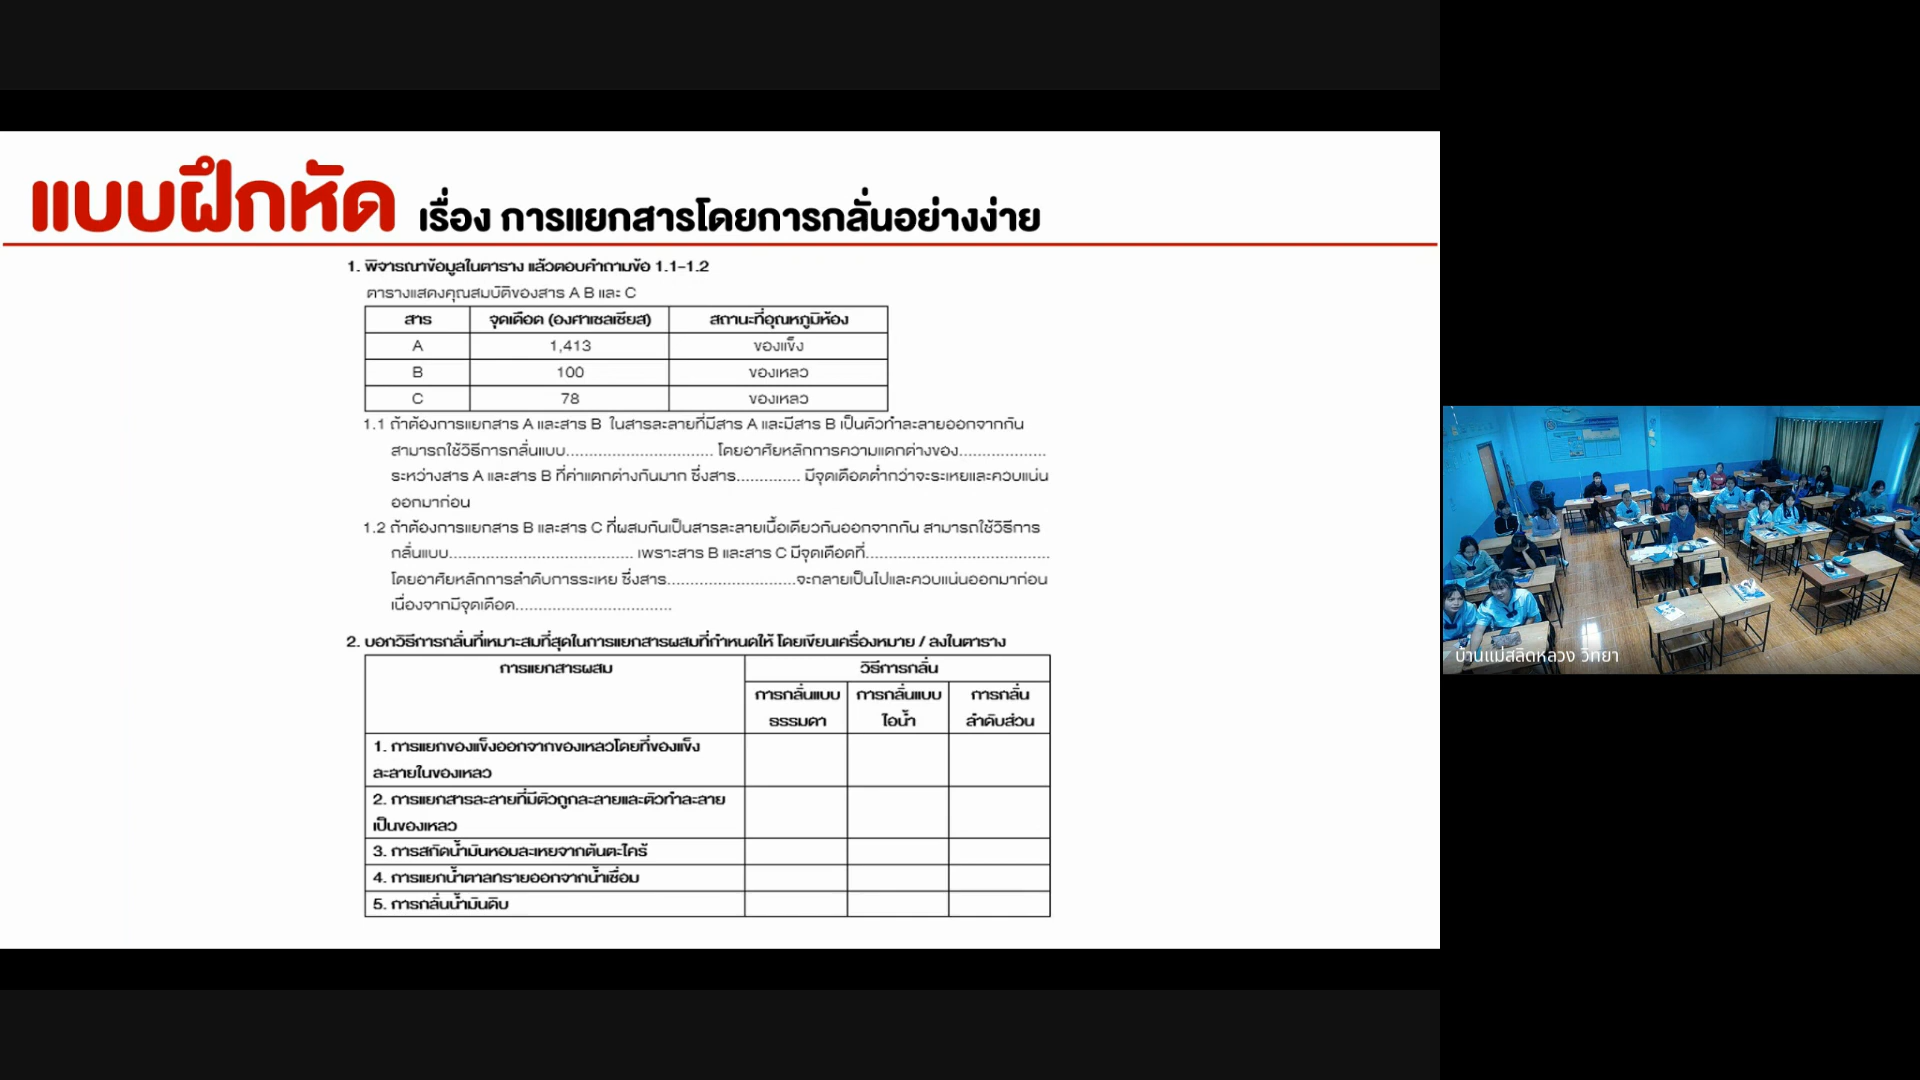 แบบฝึกหัด เรื่อง การแยกสารโดยการกลั่นอย่างง่าย
1. พิจารณาข้อมูลในตาราง แล้วตอบคำถามข้อ 1.1-1.2
ตารางแสดงคุณสมบัติของสาร A B และ C
สาร จุดเดือด (องศาเซลเซียส) สถานะที่อุณหภูมิห้อง
A 1,413 ของแข็ง
B 100 ของเหลว
C 78 ของเหลว
1.1 ถ้าต้องการแยกสาร A และสาร B ในสารละลายที่มีสาร A และมีสาร B เป็นตัวทำละลายออกจากกัน
สามารถใช้วิธีการกลั่นแบบ................................ โดยอาศัยหลักการความแตกต่างของ...................
ระหว่างสาร A และสาร B ที่ค่าแตกต่างกันมาก ซึ่งสาร.............. มีจุดเดือดต่ำกว่าจะระเหยและควบแน่น
ออกมาก่อน
1.2 ถ้าต้องการแยกสาร B และสาร C ที่ผสมกันเป็นสารละลายเนื้อเดียวกันออกจากกัน สามารถใช้วิธีการ
กลั่นแบบ........................................ เพราะสาร B และสาร C มีจุดเดือดที่........................................
โดยอาศัยหลักการลำดับการระเหย ซึ่งสาร............................จะกลายเป็นไปและควบแน่นออกมาก่อน
เนื่องจากมีจุดเดือด..................................
2. บอกวิธีการกลั่นที่เหมาะสมที่สุดในการแยกสารผสมที่กำหนดให้ โดยเขียนเครื่องหมาย / ลงในตาราง
การแยกสารผสม วิธีการกลั่น
การกลั่นแบบ การกลั่นแบบ การกลั่น
ธรรมดา ไอน้ำ ลำดับส่วน
1. การแยกของแข็งออกจากของเหลวโดยที่ของแข็ง
ละลายในของเหลว
2. การแยกสารละลายที่มีตัวถูกละลายและตัวทำละลาย
เป็นของเหลว
3. การสกัดน้ำมันหอมละเหยจากต้นตะไคร้
4. การแยกน้ำตาลทรายออกจากน้ำเชื่อม
5. การกลั่นน้ำมันดิบ
บ้านแม่สลิดหลวง วิทยา